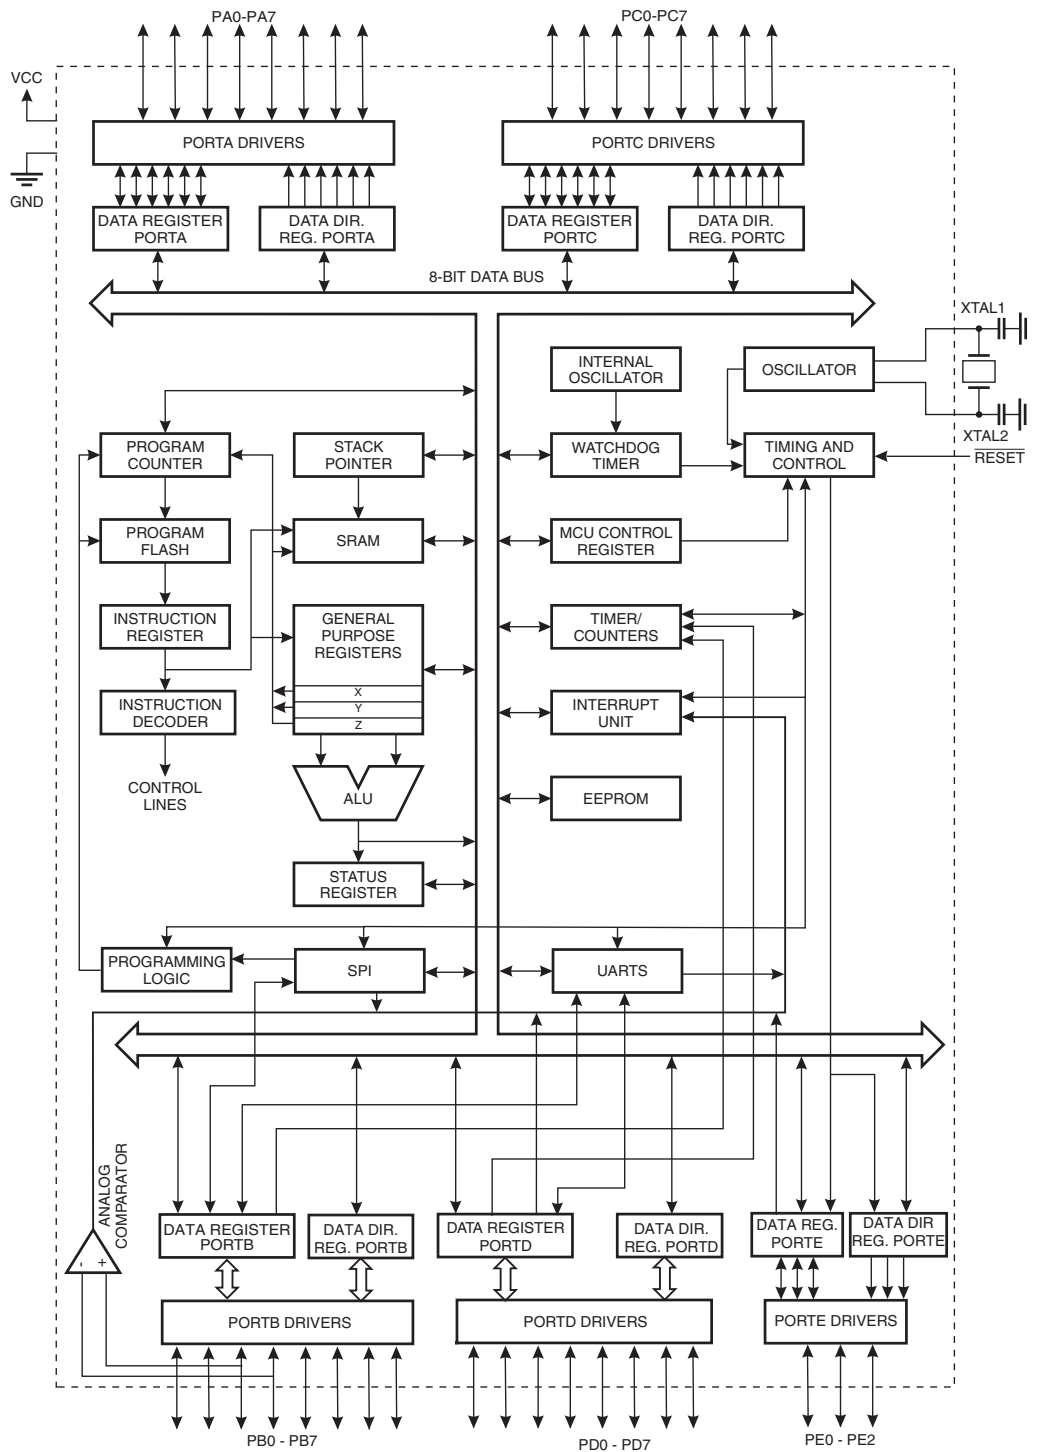 PA0-PA7
PC0-PC7
VCC
PORTA DRIVERS
PORTC DRIVERS
GND
DATA REGISTER
PORTA
DATA DIR.
REG. PORTA
DATA REGISTER
PORTC
DATA DIR.
REG. PORTC
8-BIT DATA BUS
XTAL1
INTERNAL
OSCILLATOR
OSCILLATOR
XTAL2
PROGRAM
COUNTER
STACK
POINTER
WATCHDOG
TIMER
TIMING AND
CONTROL
RESET
PROGRAM
FLASH
SRAM
MCU CONTROL
REGISTER
INSTRUCTION
REGISTER
GENERAL
PURPOSE
REGISTERS
X
Y
Z
TIMER/
COUNTERS
INSTRUCTION
DECODER
INTERRUPT
UNIT
CONTROL
LINES
ALU
EEPROM
STATUS
REGISTER
PROGRAMMING
LOGIC
SPI
UARTS
ANALOG
COMPARATOR
- +
DATA REGISTER
PORTB
DATA DIR.
REG. PORTB
DATA REGISTER
PORTD
DATA DIR.
REG. PORTD
DATA REG.
PORTE
DATA DIR
REG. PORTE
PORTB DRIVERS
PORTD DRIVERS
PORTE DRIVERS
PB0 - PB7
PD0 - PD7
PE0 - PE2